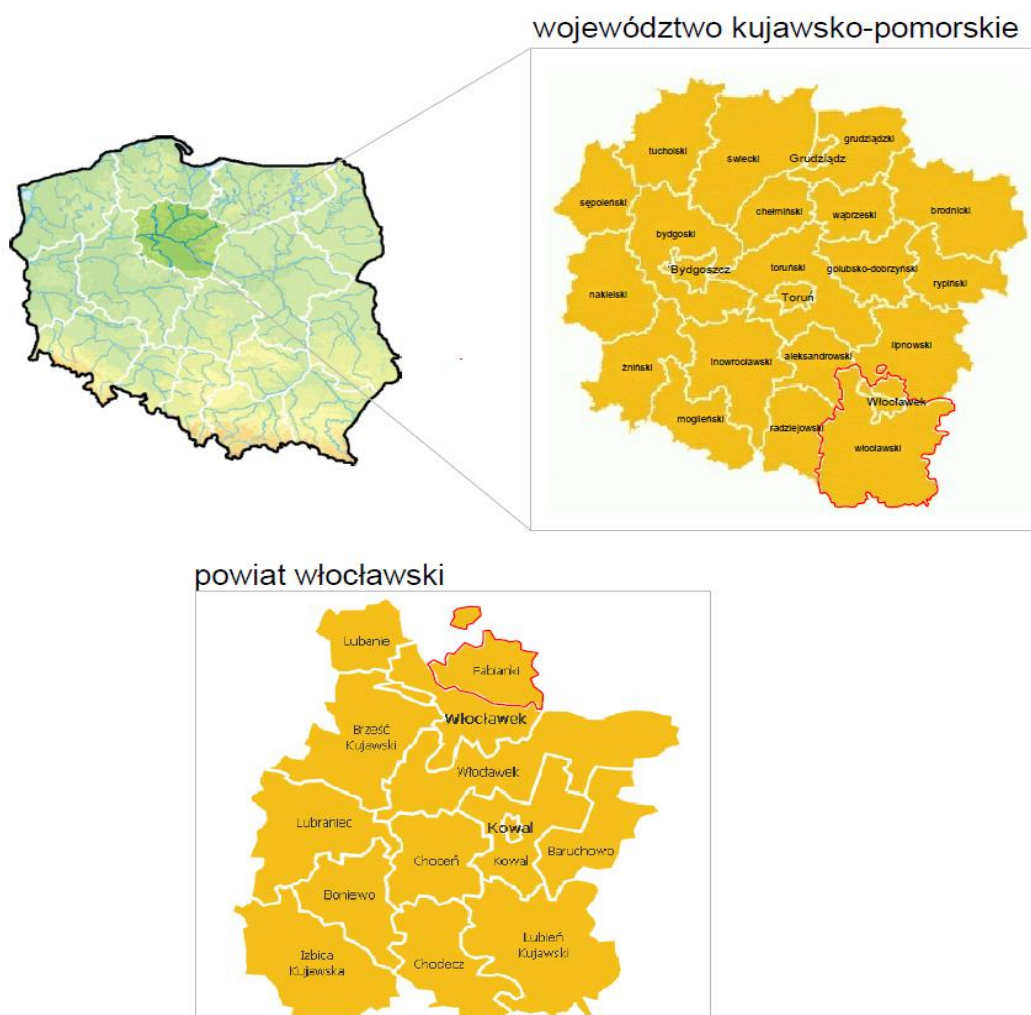 województwo kujawsko-pomorskie
tucholski
świecki
grudziądzki
Grudziądz
sępoleński
chełmiński
wąbrzeski
brodnicki
bydgoski
Bydgoszcz
toruński
golubsko-dobrzyński
nakielski
Toruń
rypiński
żniński
inowrocławski
aleksandrowski
lipnowski
Włocławek
mogileński
radziejowski
włocławski
powiat włocławski
Lubanie
Fabianki
Włocławek
Brześć
Kujawski
Włocławek
Lubraniec
Kowal
Choceń
Kowal
Baruchowo
Boniewo
Lubień
Kujawski
Izbica
Kujawska
Chodecz